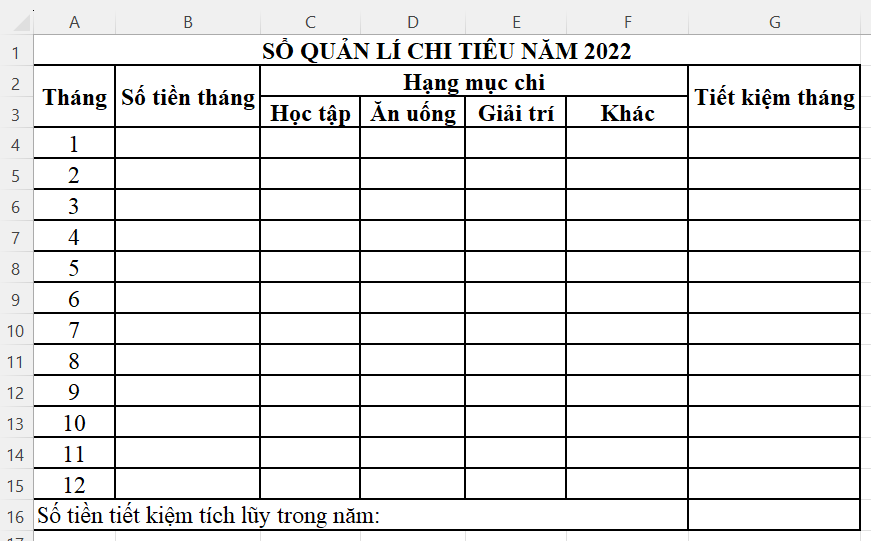 A B C D E F G
1 SỔ QUẢN LÍ CHI TIÊU NĂM 2022
2 Tháng Số tiền tháng Hạng mục chi Tiết kiệm tháng
3 Học tập Ăn uống Giải trí Khác
4 1
5 2
6 3
7 4
8 5
9 6
10 7
11 8
12 9
13 10
14 11
15 12
16 Số tiền tiết kiệm tích lũy trong năm: